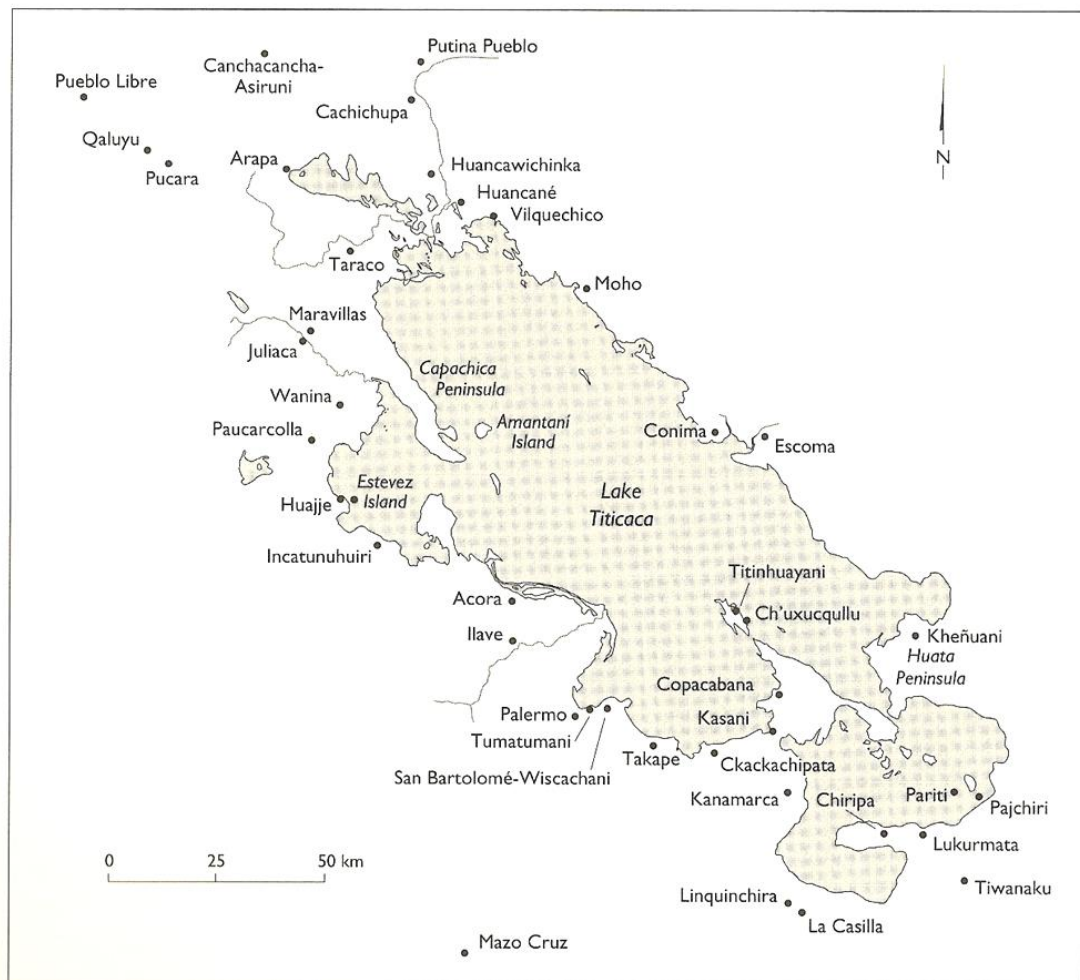 Putina Pueblo
Canchacancha-
Asiruni
Pueblo Libre
Cachichupa
N
Qaluyu
Arapa
Pucara
Huancawichinka
Huancané
Vilquechico
Taraco
Moho
Maravillas
Juliaca
Capachica
Peninsula
Wanina
Amantaní
Island
Paucarcolla
Conima
Escoma
Estevez
Island
Lake
Titicaca
Huajje
Incatunuhuiri
Titinhuayani
Acora
Ch'uxucqullu
Ilave
Kheñuani
Huata
Peninsula
Copacabana
Palermo
Kasani
Tumatumani
Takape
Ckackachipata
San Bartolomé-Wiscachani
Kanamarca
Chiripa
Pariti
Pajchiri
Lukurmata
0 25 50 km
Tiwanaku
Linquinchira
La Casilla
Mazo Cruz